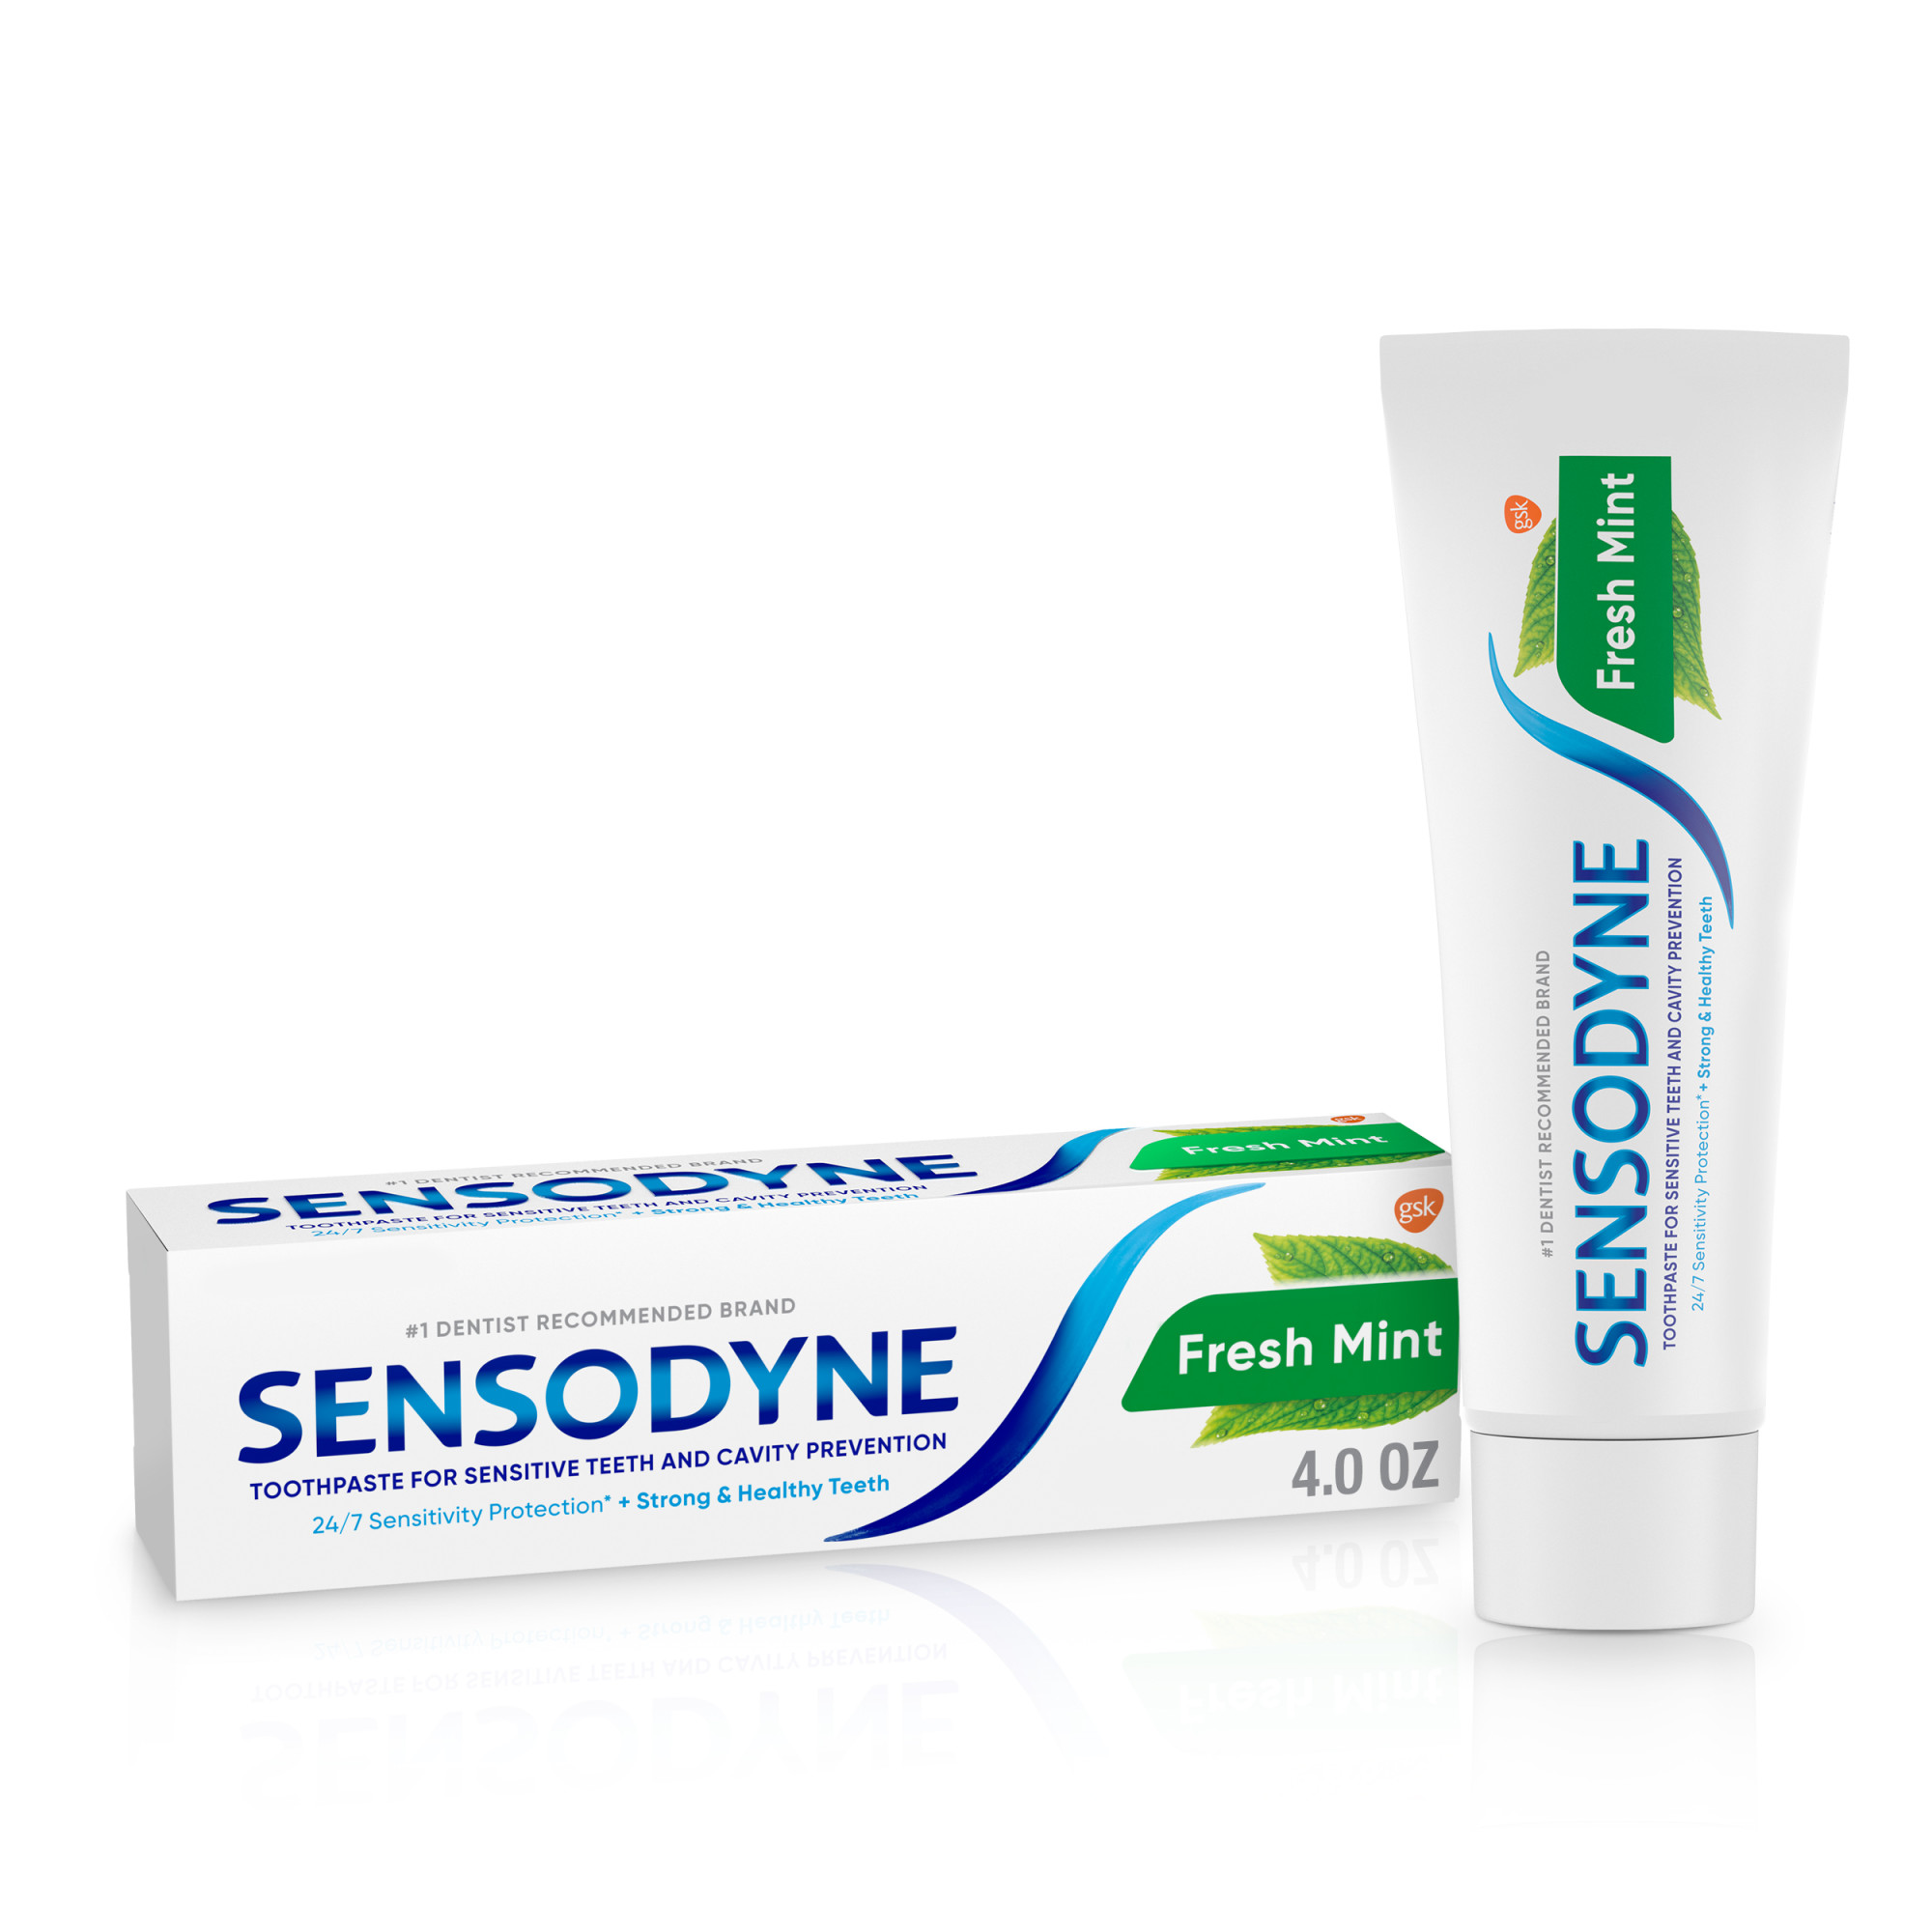 #1 DENTIST RECOMMENDED BRAND
SENSODYNE
TOOTHPASTE FOR SENSITIVE TEETH AND CAVITY PREVENTION
24/7 Sensitivity Protection* + Strong & Healthy Teeth
gsk
Fresh Mint
#1 DENTIST RECOMMENDED BRAND
SENSODYNE
TOOTHPASTE FOR SENSITIVE TEETH AND CAVITY PREVENTION
24/7 Sensitivity Protection* + Strong & Healthy Teeth
gsk
Fresh Mint
4.0 OZ
gsk
Fresh Mint
#1 DENTIST RECOMMENDED BRAND
SENSODYNE
TOOTHPASTE FOR SENSITIVE TEETH AND CAVITY PREVENTION
24/7 Sensitivity Protection* + Strong & Healthy Teeth